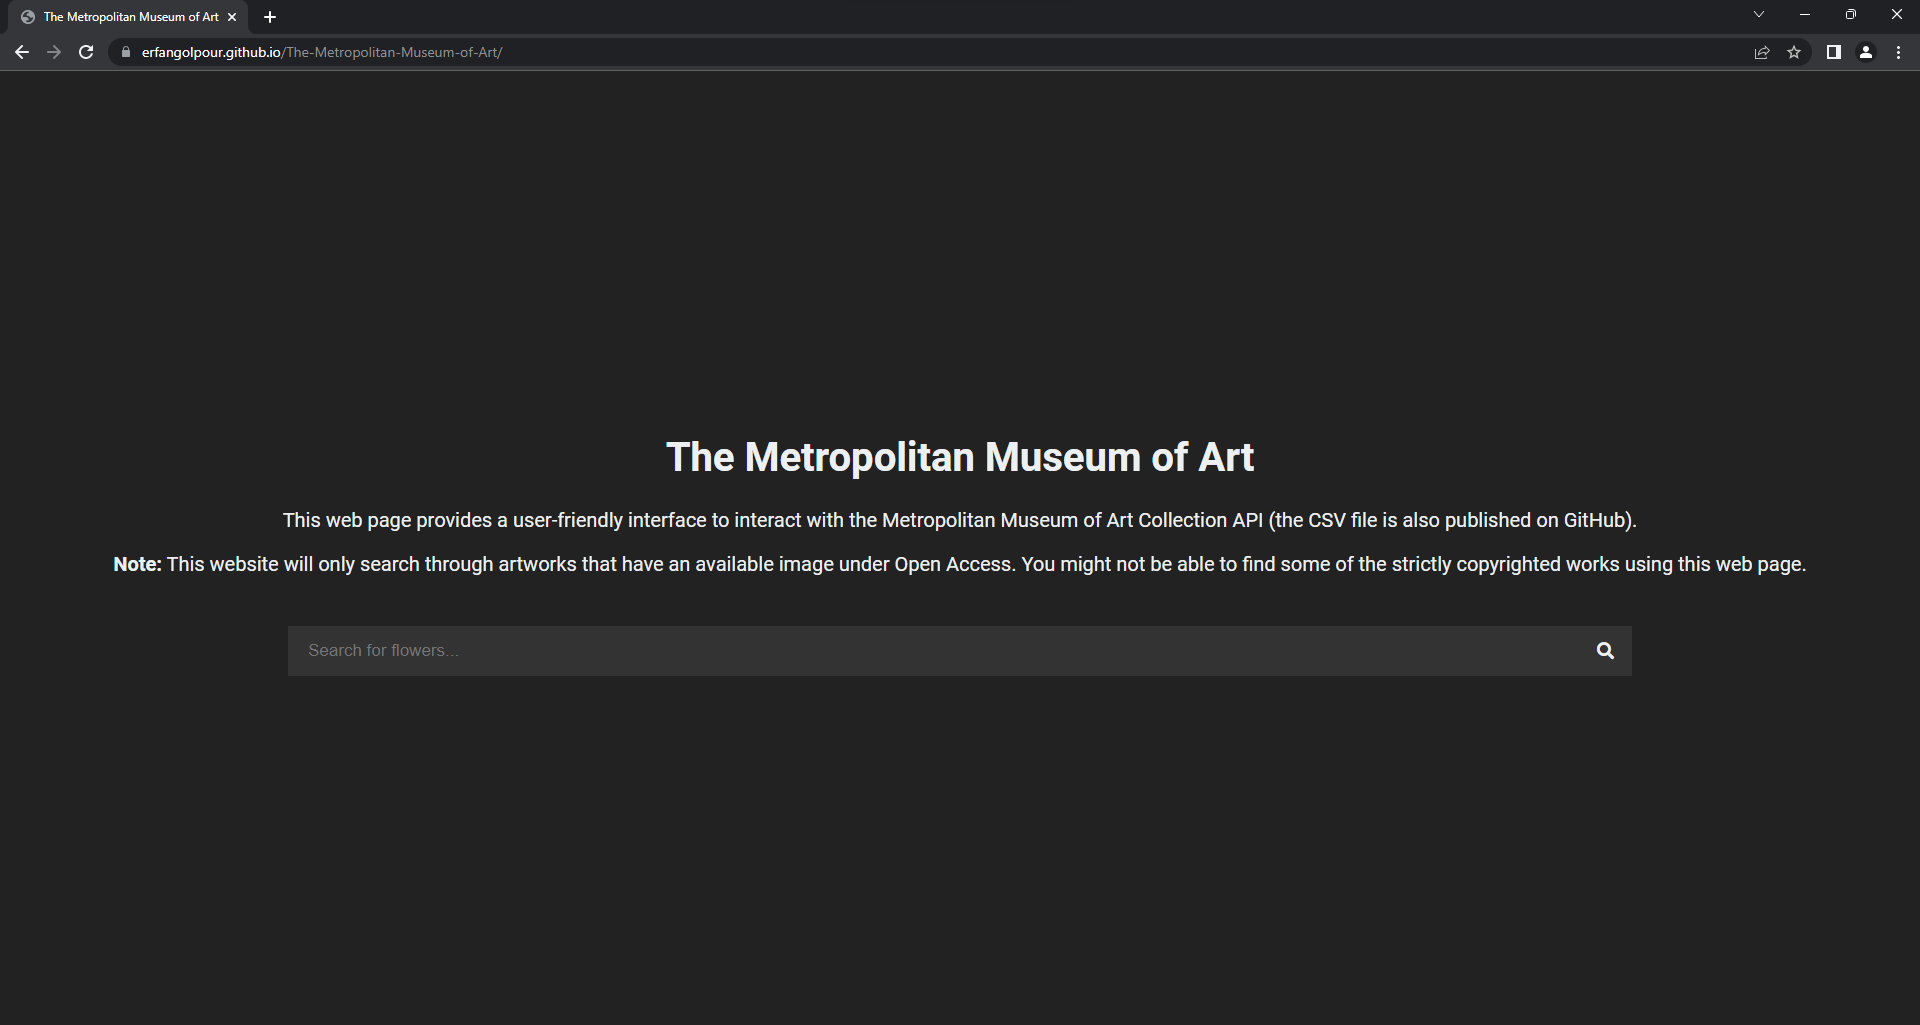 The Metropolitan Museum of Art
erfangolpour.github.io/The-Metropolitan-Museum-of-Art/
The Metropolitan Museum of Art
This web page provides a user-friendly interface to interact with the Metropolitan Museum of Art Collection API (the CSV file is also published on GitHub).
Note: This website will only search through artworks that have an available image under Open Access. You might not be able to find some of the strictly copyrighted works using this web page.
Search for flowers...